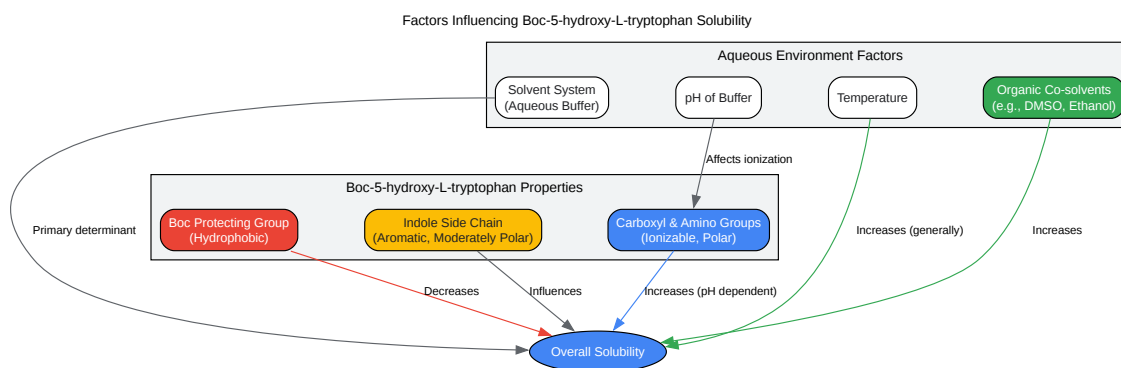 Factors Influencing Boc-5-hydroxy-L-tryptophan Solubility
Aqueous Environment Factors
Solvent System
(Aqueous Buffer)
pH of Buffer
Temperature
Organic Co-solvents
(e.g., DMSO, Ethanol)
Affects ionization
Boc-5-hydroxy-L-tryptophan Properties
Boc Protecting Group
(Hydrophobic)
Indole Side Chain
(Aromatic, Moderately Polar)
Carboxyl & Amino Groups
(Ionizable, Polar)
Primary determinant
Increases (generally)
Increases
Decreases
Influences
Increases (pH dependent)
Overall Solubility